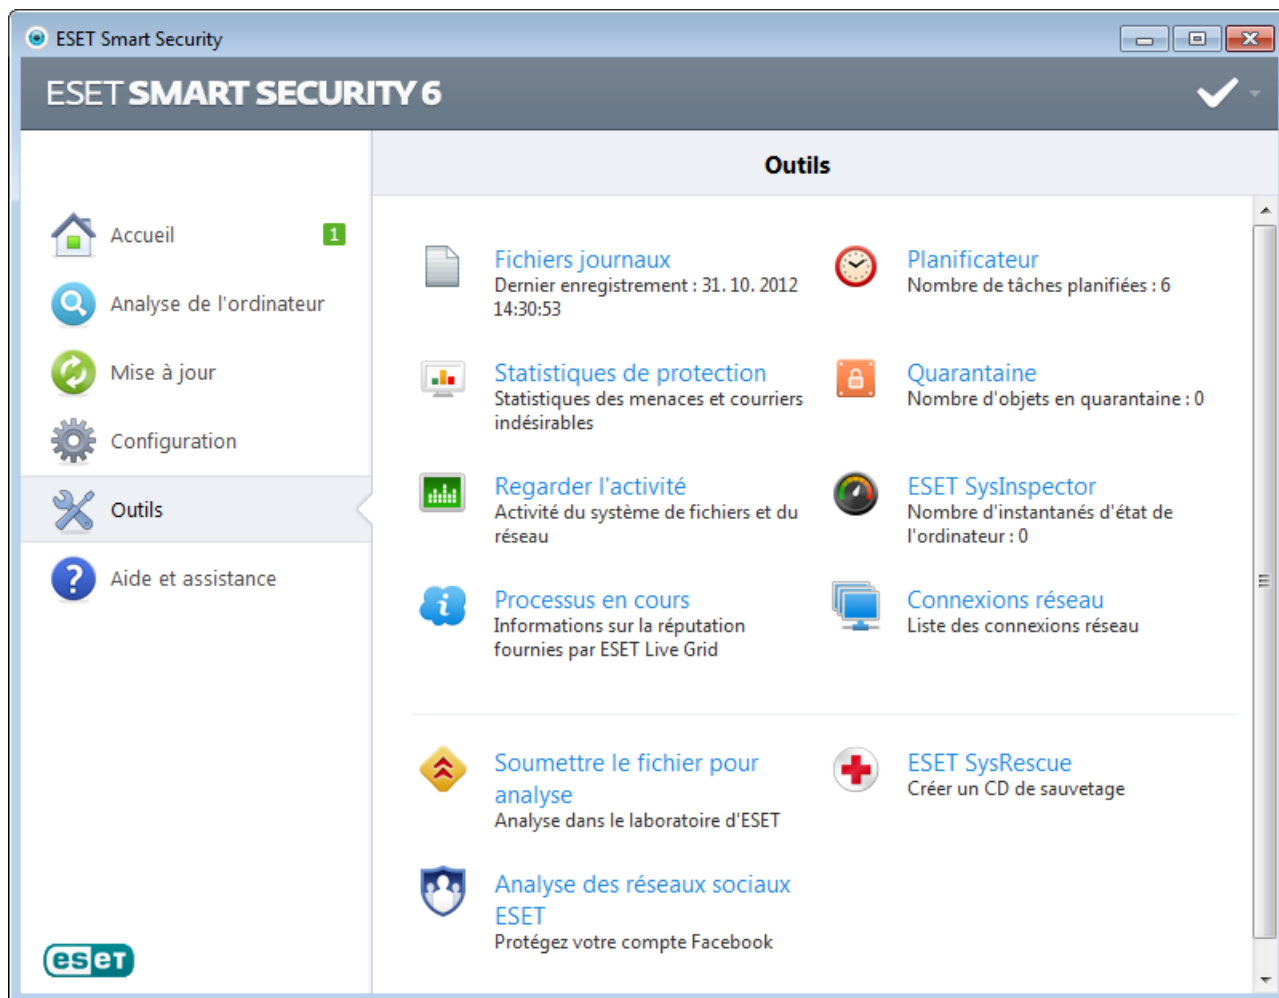 ESET Smart Security
ESET SMART SECURITY 6
Outils
Accueil
1
Analyse de l'ordinateur
Mise à jour
Configuration
Outils
Aide et assistance
Fichiers journaux
Dernier enregistrement : 31. 10. 2012
14:30:53
Planificateur
Nombre de tâches planifiées : 6
Statistiques de protection
Statistiques des menaces et courriers
indésirables
Quarantaine
Nombre d'objets en quarantaine : 0
Regarder l'activité
Activité du système de fichiers et du
réseau
ESET SysInspector
Nombre d'instantanés d'état de
l'ordinateur : 0
Processus en cours
Informations sur la réputation
fournies par ESET Live Grid
Connexions réseau
Liste des connexions réseau
Soumettre le fichier pour
analyse
Analyse dans le laboratoire d'ESET
ESET SysRescue
Créer un CD de sauvetage
Analyse des réseaux sociaux
ESET
Protégez votre compte Facebook
eseT